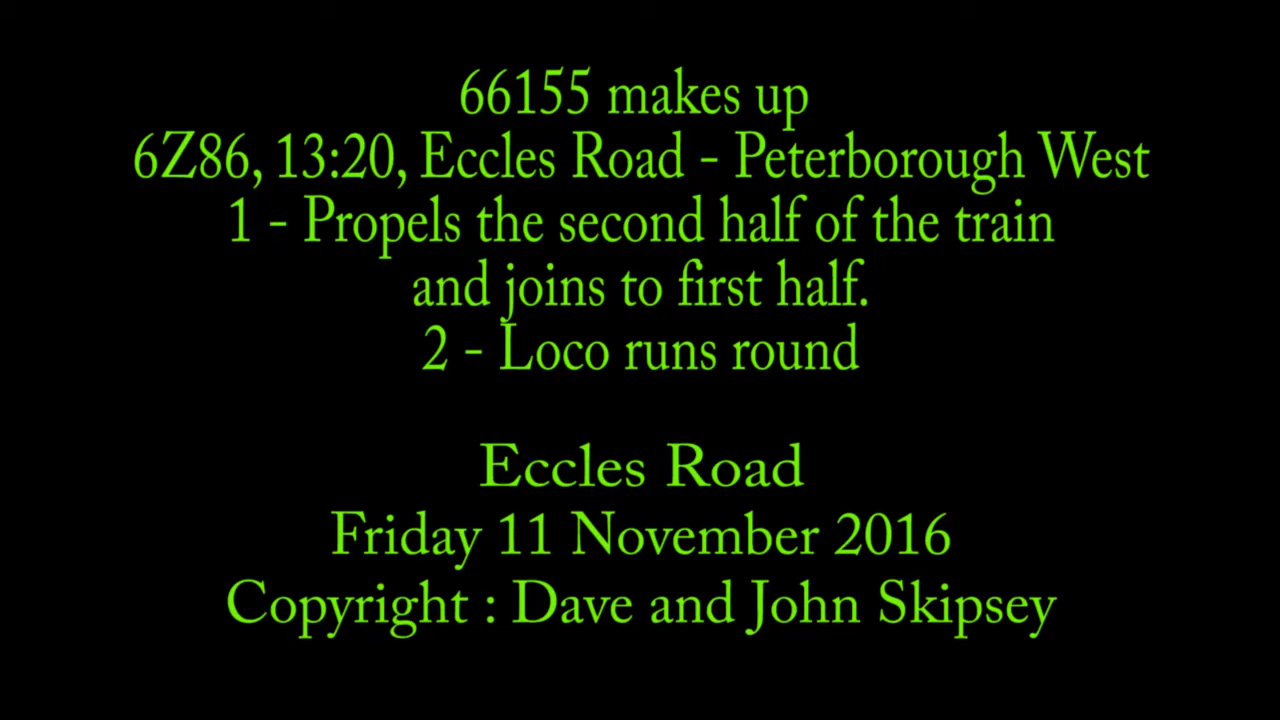 66155 makes up
6Z86, 13:20, Eccles Road - Peterborough West
1 - Propels the second half of the train
and joins to first half.
2 - Loco runs round
Eccles Road
Friday 11 November 2016
Copyright : Dave and John Skipsey